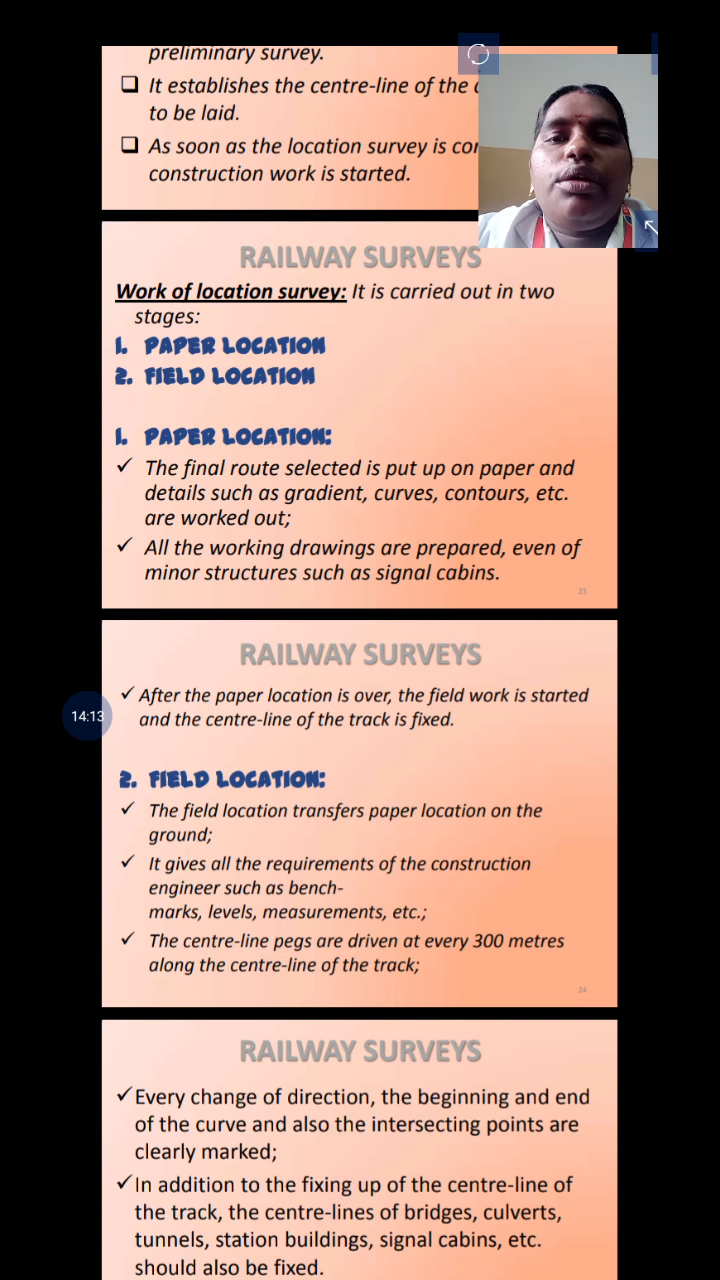 preliminary survey.
It establishes the centre-line of the
to be laid.
As soon as the location survey is
construction work is started.
RAILWAY SURVEYS
Work of location survey: It is carried out in two
stages:
1. PAPER LOCATION
2. FIELD LOCATION
1. PAPER LOCATION:
✓ The final route selected is put up on paper and
details such as gradient, curves, contours, etc.
are worked out;
✓ All the working drawings are prepared, even of
minor structures such as signal cabins.
23
RAILWAY SURVEYS
✓ After the paper location is over, the field work is started
and the centre-line of the track is fixed.
14:13
2. FIELD LOCATION:
✓ The field location transfers paper location on the
ground;
✓ It gives all the requirements of the construction
engineer such as bench-
marks, levels, measurements, etc.;
✓ The centre-line pegs are driven at every 300 metres
along the centre-line of the track;
24
RAILWAY SURVEYS
✓ Every change of direction, the beginning and end
of the curve and also the intersecting points are
clearly marked;
✓ In addition to the fixing up of the centre-line of
the track, the centre-lines of bridges, culverts,
tunnels, station buildings, signal cabins, etc.
should also be fixed.